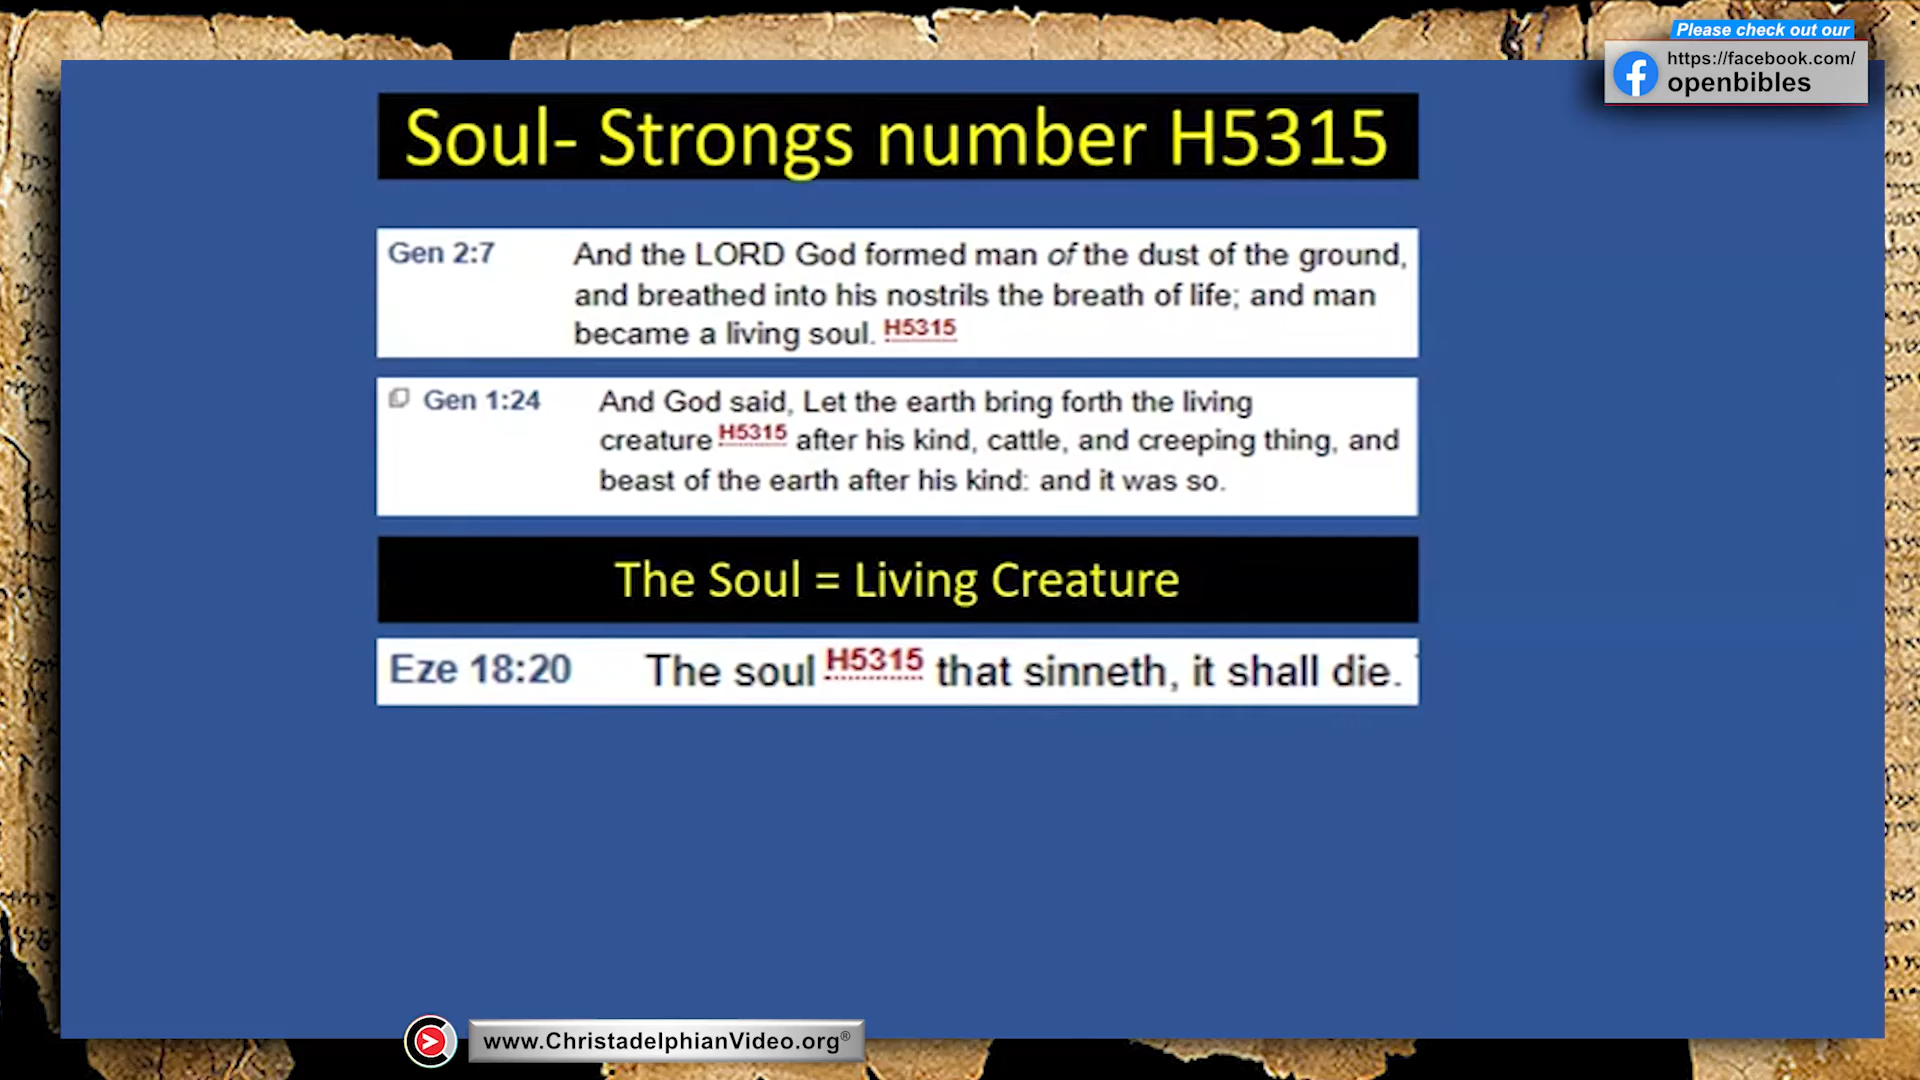 Please check out our
https://facebook.com/
openbibles
Soul- Strongs number H5315
Gen 2:7 And the LORD God formed man of the dust of the ground,
and breathed into his nostrils the breath of life; and man
became a living soul. H5315
Gen 1:24 And God said, Let the earth bring forth the living
creature H5315 after his kind, cattle, and creeping thing, and
beast of the earth after his kind: and it was so.
The Soul = Living Creature
Eze 18:20 The soul H5315 that sinneth, it shall die.
www.ChristadelphianVideo.org®